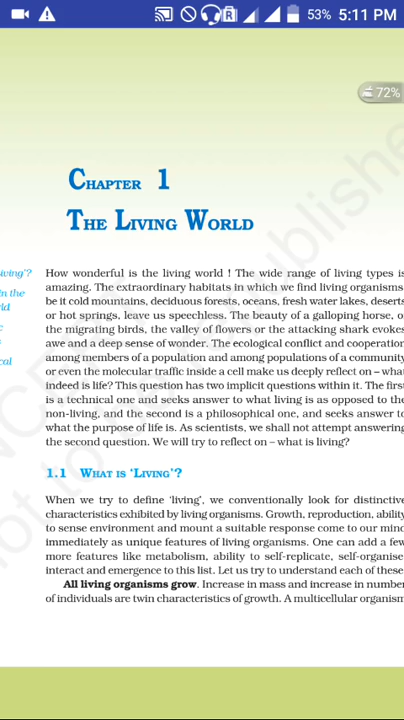 53% 5:11 PM
R
72%
CHAPTER 1
THE LIVING WORLD
How wonderful is the living world ! The wide range of living types is
amazing. The extraordinary habitats in which we find living organisms,
be it cold mountains, deciduous forests, oceans, fresh water lakes, deserts
or hot springs, leave us speechless. The beauty of a galloping horse, o
the migrating birds, the valley of flowers or the attacking shark evokes
awe and a deep sense of wonder. The ecological conflict and cooperation
among members of a population and among populations of a community
or even the molecular traffic inside a cell make us deeply reflect on – what
indeed is life? This question has two implicit questions within it. The first
is a technical one and seeks answer to what living is as opposed to the
non-living, and the second is a philosophical one, and seeks answer to
what the purpose of life is. As scientists, we shall not attempt answering
the second question. We will try to reflect on – what is living?
1.1 WHAT IS ‘LIVING’?
When we try to define ‘living’, we conventionally look for distinctive
characteristics exhibited by living organisms. Growth, reproduction, ability
to sense environment and mount a suitable response come to our mind
immediately as unique features of living organisms. One can add a few
more features like metabolism, ability to self-replicate, self-organise,
interact and emergence to this list. Let us try to understand each of these.
All living organisms grow. Increase in mass and increase in number
of individuals are twin characteristics of growth. A multicellular organism
iving’?
in the
rld
c
cal